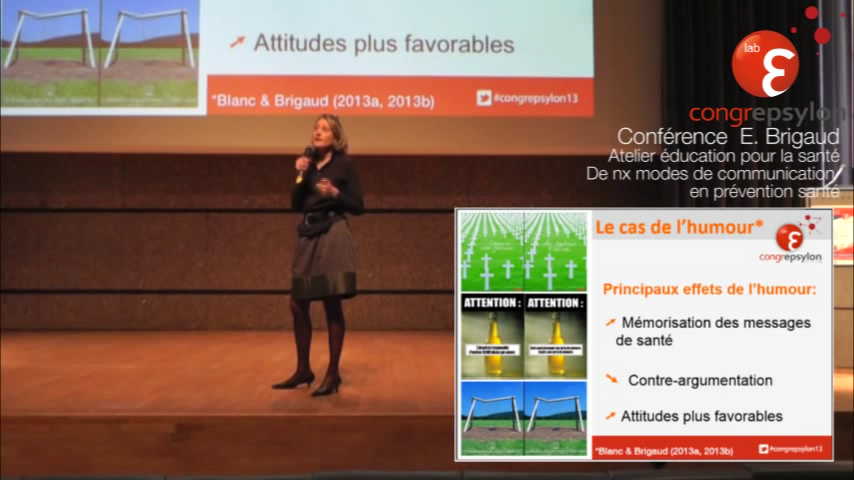 Attitudes plus favorables
*Blanc & Brigaud (2013a, 2013b)
#congrepsylon13
lab
congrepsylon
Conférence E. Brigaud
Atelier éducation pour la santé
De nx modes de communication
en prévention santé
Le cas de l'humour*
congrepsylon
Principaux effets de l'humour:
Mémorisation des messages
de santé
Contre-argumentation
Attitudes plus favorables
ATTENTION :
ATTENTION :
*Blanc & Brigaud (2013a, 2013b)
#congrepsylon13